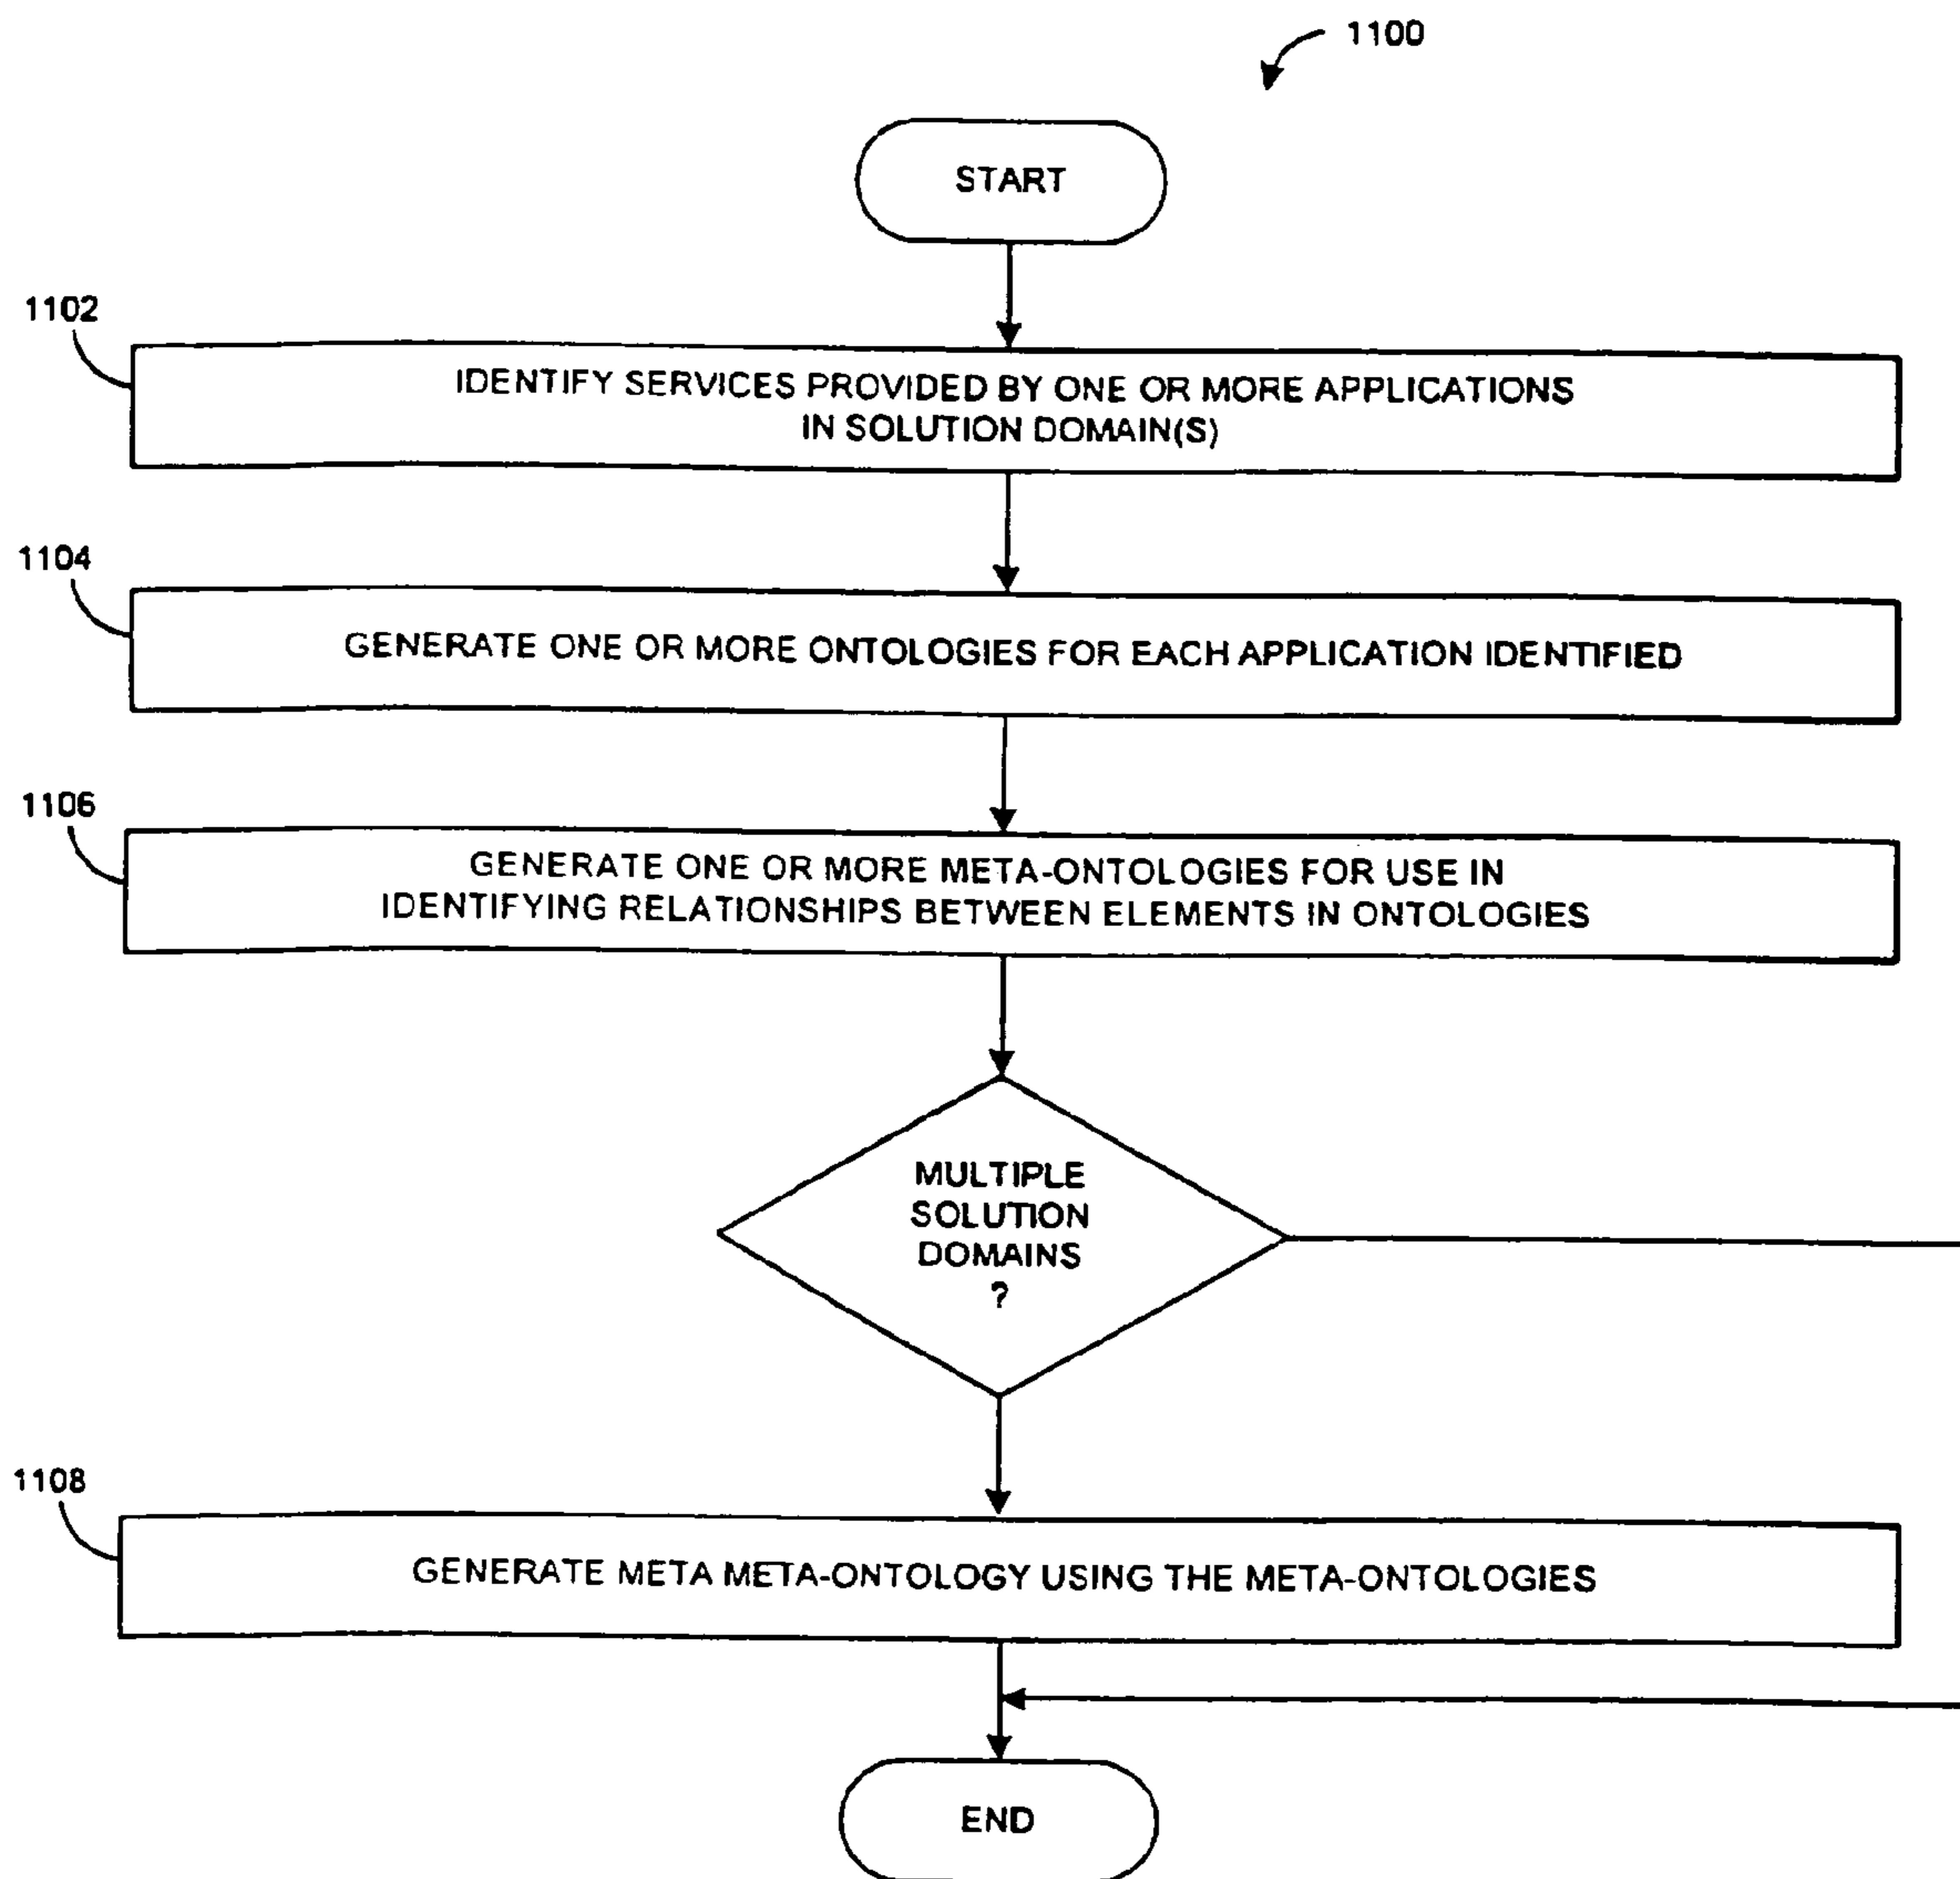 1100
START
1102
IDENTIFY SERVICES PROVIDED BY ONE OR MORE APPLICATIONS
IN SOLUTION DOMAIN(S)
1104
GENERATE ONE OR MORE ONTOLOGIES FOR EACH APPLICATION IDENTIFIED
1106
GENERATE ONE OR MORE META-ONTOLOGIES FOR USE IN
IDENTIFYING RELATIONSHIPS BETWEEN ELEMENTS IN ONTOLOGIES
MULTIPLE
SOLUTION
DOMAINS
?
1108
GENERATE META META-ONTOLOGY USING THE META-ONTOLOGIES
END